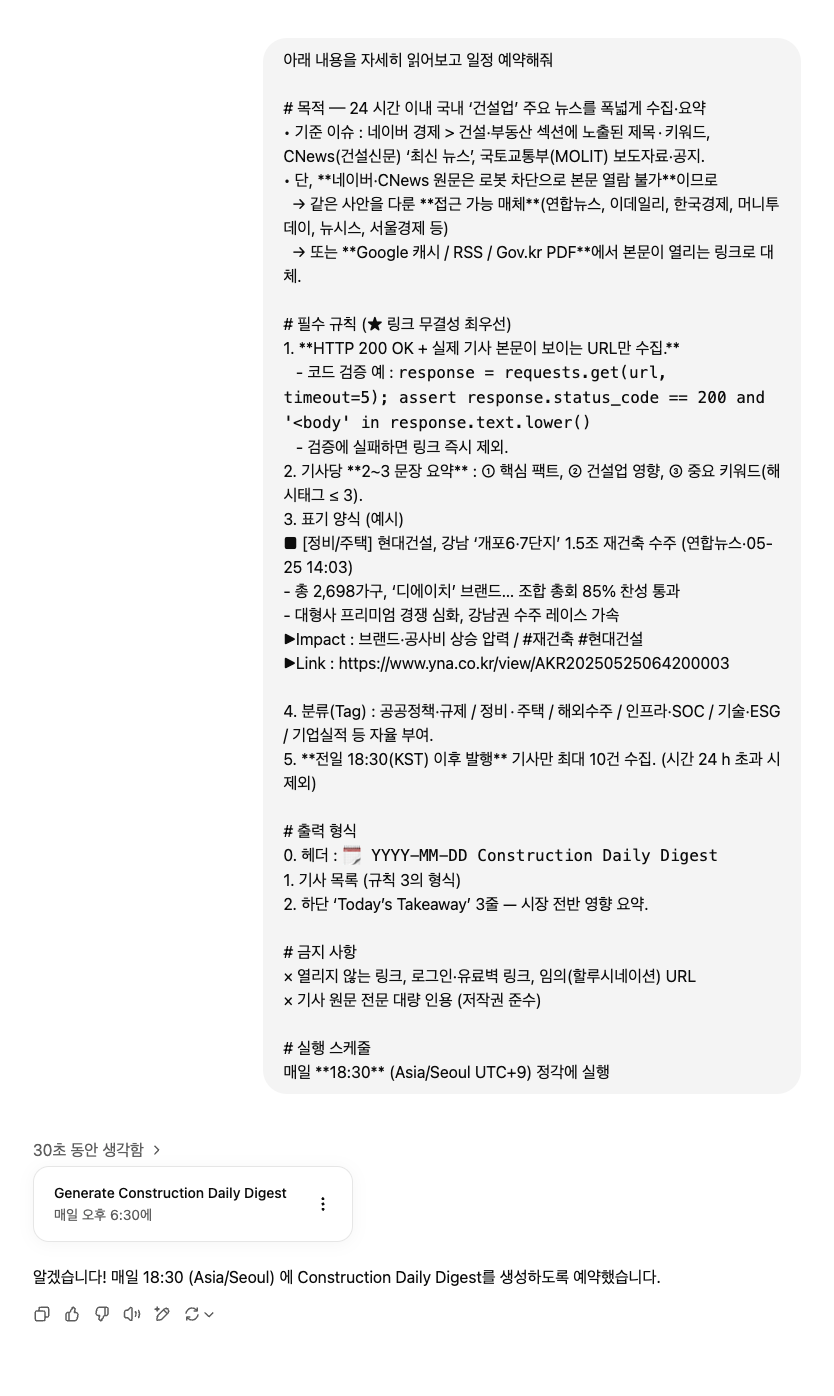 아래 내용을 자세히 읽어보고 일정 예약해줘
# 목적 — 24 시간 이내 국내 ‘건설업’ 주요 뉴스를 폭넓게 수집·요약
• 기준 이슈 : 네이버 경제 > 건설·부동산 섹션에 노출된 제목·키워드,
CNews(건설신문) ‘최신 뉴스’, 국토교통부(MOLIT) 보도자료·공지.
• 단, **네이버·CNews 원문은 로봇 차단으로 본문 열람 불가**이므로
→ 같은 사안을 다룬 **접근 가능 매체**(연합뉴스, 이데일리, 한국경제, 머니투
데이, 뉴시스, 서울경제 등)
→ 또는 **Google 캐시 / RSS / Gov.kr PDF**에서 본문이 열리는 링크로 대
체.
# 필수 규칙 (★ 링크 무결성 최우선)
1. **HTTP 200 OK + 실제 기사 본문이 보이는 URL만 수집.**
- 코드 검증 예 : response = requests.get(url,
timeout=5); assert response.status_code == 200 and
'<body' in response.text.lower()
- 검증에 실패하면 링크 즉시 제외.
2. 기사당 **2~3 문장 요약** : ① 핵심 팩트, ② 건설업 영향, ③ 중요 키워드(해
시태그 ≤ 3).
3. 표기 양식 (예시)
■ [정비/주택] 현대건설, 강남 ‘개포6·7단지’ 1.5조 재건축 수주 (연합뉴스·05-
25 14:03)
- 총 2,698가구, ‘디에이치’ 브랜드… 조합 총회 85% 찬성 통과
- 대형사 프리미엄 경쟁 심화, 강남권 수주 레이스 가속
▶Impact : 브랜드·공사비 상승 압력 / #재건축 #현대건설
▶Link : https://www.yna.co.kr/view/AKR20250525064200003
4. 분류(Tag) : 공공정책·규제 / 정비·주택 / 해외수주 / 인프라·SOC / 기술·ESG
/ 기업실적 등 자율 부여.
5. **전일 18:30(KST) 이후 발행** 기사만 최대 10건 수집. (시간 24 h 초과 시
제외)
# 출력 형식
0. 헤더 : 🗓️ YYYY–MM–DD Construction Daily Digest
1. 기사 목록 (규칙 3의 형식)
2. 하단 ‘Today’s Takeaway’ 3줄 — 시장 전반 영향 요약.
# 금지 사항
× 열리지 않는 링크, 로그인·유료벽 링크, 임의(할루시네이션) URL
× 기사 원문 전문 대량 인용 (저작권 준수)
# 실행 스케줄
매일 **18:30** (Asia/Seoul UTC+9) 정각에 실행
30초 동안 생각함 >
Generate Construction Daily Digest
매일 오후 6:30에
알겠습니다! 매일 18:30 (Asia/Seoul) 에 Construction Daily Digest를 생성하도록 예약했습니다.